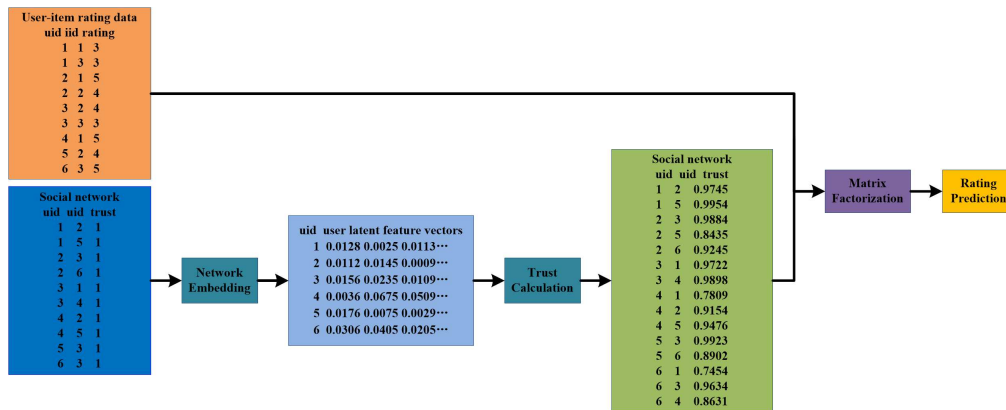 User-item rating data
uid iid rating
1 1 3
1 3 3
2 1 5
2 2 4
3 2 4
3 3 3
4 1 5
5 2 4
6 3 5
Social network
uid uid trust
1 2 1
1 5 1
2 3 1
2 6 1
3 1 1
3 4 1
4 2 1
4 5 1
5 3 1
6 3 1
Network
Embedding
uid user latent feature vectors
1 0.0128 0.0025 0.0113···
2 0.0112 0.0145 0.0009···
3 0.0156 0.0235 0.0109···
4 0.0036 0.0675 0.0509···
5 0.0176 0.0075 0.0029···
6 0.0306 0.0405 0.0205···
Trust
Calculation
Social network
uid uid trust
1 2 0.9745
1 5 0.9954
2 3 0.9884
2 5 0.8435
2 6 0.9245
3 1 0.9722
3 4 0.9898
4 1 0.7809
4 2 0.9154
4 5 0.9476
5 3 0.9923
5 6 0.8902
6 1 0.7454
6 3 0.9634
6 4 0.8631
Matrix
Factorization
Rating
Prediction